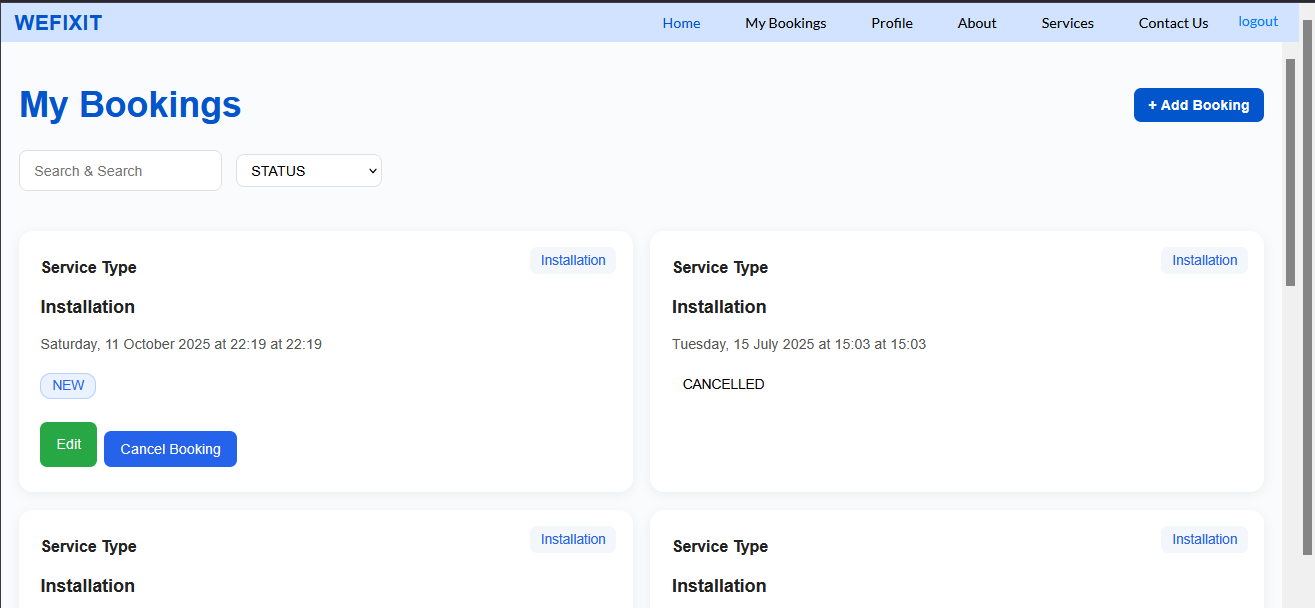 WEFIXIT
Home My Bookings Profile About Services Contact Us logout
My Bookings
+ Add Booking
Search & Search
STATUS
Service Type
Installation
Installation
Saturday, 11 October 2025 at 22:19 at 22:19
NEW
Edit
Cancel Booking
Service Type
Installation
Installation
Tuesday, 15 July 2025 at 15:03 at 15:03
CANCELLED
Service Type
Installation
Installation
Service Type
Installation
Installation